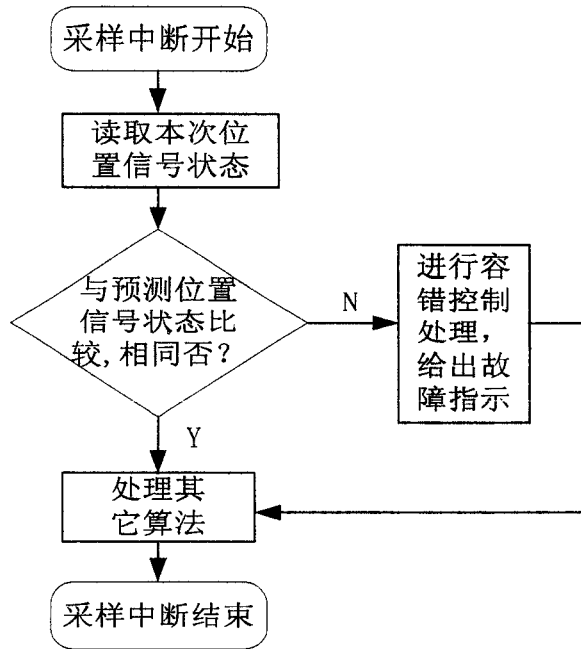 采样中断开始
读取本次位
置信号状态
与预测位置
信号状态比
较,相同否?
N
进行容
错控制
处理,
给出故
障指示
Y
处理其
它算法
采样中断结束